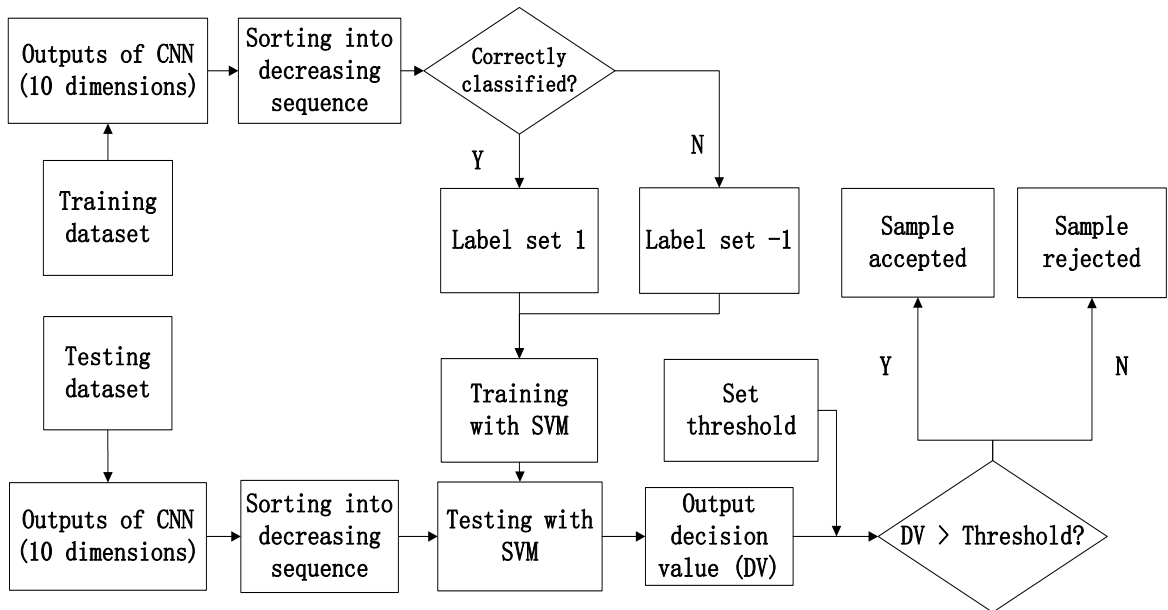 Outputs of CNN
(10 dimensions)
Sorting into
decreasing
sequence
Correctly
classified?
Training
dataset
Y
N
Label set 1
Label set -1
Sample
accepted
Sample
rejected
Testing
dataset
Training
with SVM
Set
threshold
Y
N
Outputs of CNN
(10 dimensions)
Sorting into
decreasing
sequence
Testing with
SVM
Output
decision
value (DV)
DV > Threshold?